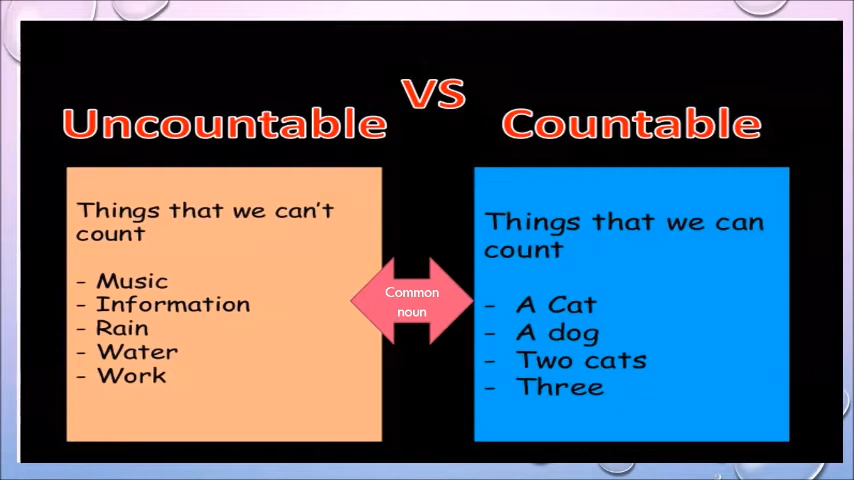 VS
Uncountable
Countable
Things that we can't
count
- Music
- Information
- Rain
- Water
- Work
Common
noun
Things that we can
count
- A Cat
- A dog
- Two cats
- Three